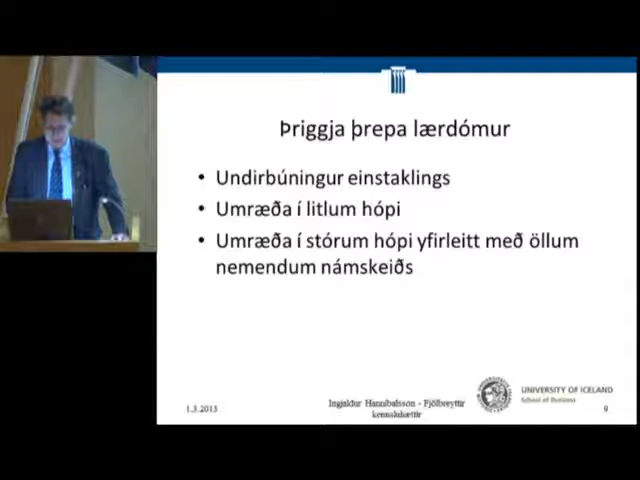 Þriggja þrepa lærdómur
• Undirbúningur einstaklings
• Umræða í litlum hópi
• Umræða í stórum hópi yfirleitt með öllum
nemendum námskeiðs
1.3.2013
Ingjaldur Hannibalsson - Fjölbreyttir
kennsluhættir
UNIVERSITY OF ICELAND
School of Business
9